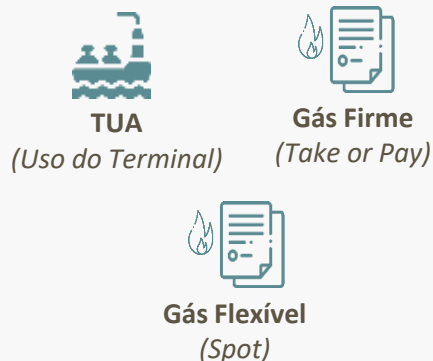 TUA
(Uso do Terminal)
Gás Firme
(Take or Pay)
Gás Flexível
(Spot)